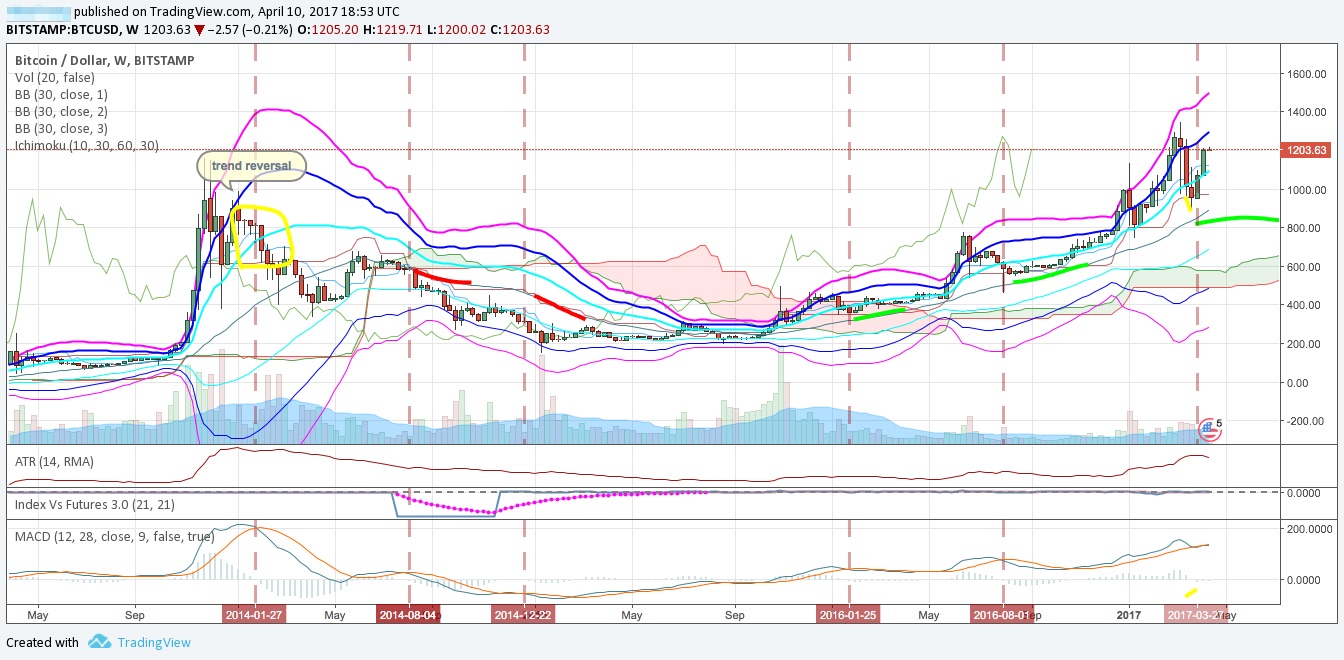 published on TradingView.com, April 10, 2017 18:53 UTC
BITSTAMP:BTCUSD, W 1203.63 ▼ −2.57 (−0.21%) O:1205.20 H:1219.71 L:1200.02 C:1203.63
Bitcoin / Dollar, W, BITSTAMP
Vol (20, false)
BB (30, close, 1)
BB (30, close, 2)
BB (30, close, 3)
Ichimoku (10, 30, 60, 30)
trend reversal
1600.00
1400.00
1203.63
1000.00
800.00
600.00
400.00
200.00
0.00
-200.00
5
ATR (14, RMA)
Index Vs Futures 3.0 (21, 21)
0.0000
MACD (12, 28, close, 9, false, true)
200.0000
0.0000
May Sep 2014-01-27 May 2014-08-04 2014-12-22 May Sep 2016-01-25 May 2016-08-01 ep 2017 2017-03-27 ay
Created with TradingView